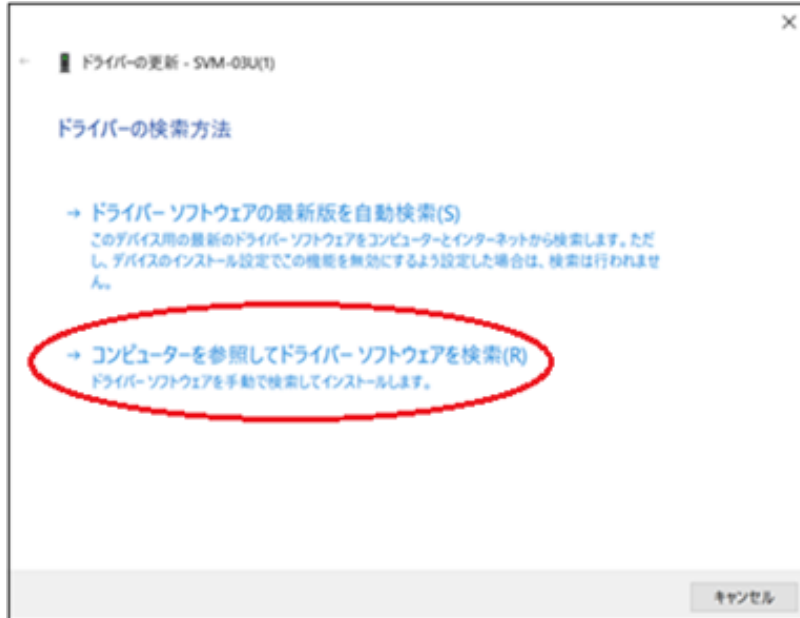 ドライバーの更新 - SVM-03U(1)
ドライバーの検索方法
→ ドライバー ソフトウェアの最新版を自動検索(S)
このデバイス用の最新のドライバー ソフトウェアをコンピューターとインターネットから検索します。ただ
し、デバイスのインストール設定でこの機能を無効にするよう設定した場合は、検索は行われませ
ん。
→ コンピューターを参照してドライバー ソフトウェアを検索(R)
ドライバー ソフトウェアを手動で検索してインストールします。
キャンセル